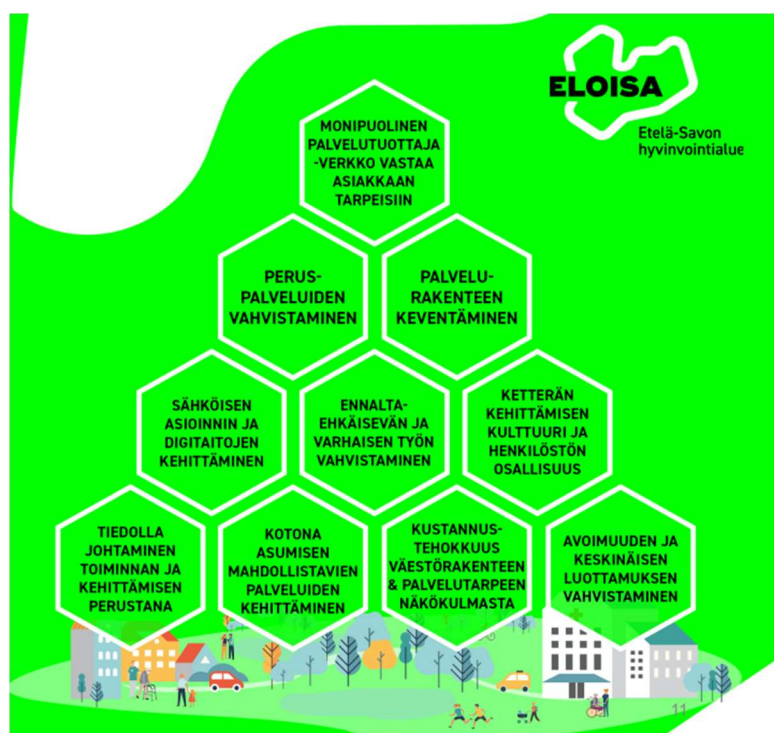 ELOISA
Etelä-Savon
hyvinvointialue
MONIPUOLINEN
PALVELUTUOTTAJA
-VERKKO VASTAA
ASIAKKAAN
TARPEISIIN
PERUS-
PALVELUIDEN
VAHVISTAMINEN
PALVELU-
RAKENTEEN
KEVENTÄMINEN
SÄHKÖISEN
ASIOINNIN JA
DIGITAITOJEN
KEHITTÄMINEN
ENNALTA-
EHKÄISEVÄN JA
VARHAISEN TYÖN
VAHVISTAMINEN
KETTERÄN
KEHITTÄMISEN
KULTTUURI JA
HENKILÖSTÖN
OSALLISUUS
TIEDOLLA
JOHTAMINEN
TOIMINNAN JA
KEHITTÄMISEN
PERUSTANA
KOTONA
ASUMISEN
MAHDOLLISTAVIEN
PALVELUIDEN
KEHITTÄMINEN
KUSTANNUS-
TEHOKKUUS
VÄESTÖRAKENTEEN
& PALVELUTARPEEN
NÄKÖKULMASTA
AVOIMUUDEN JA
KESKINÄISEN
LUOTTAMUKSEN
VAHVISTAMINEN
11